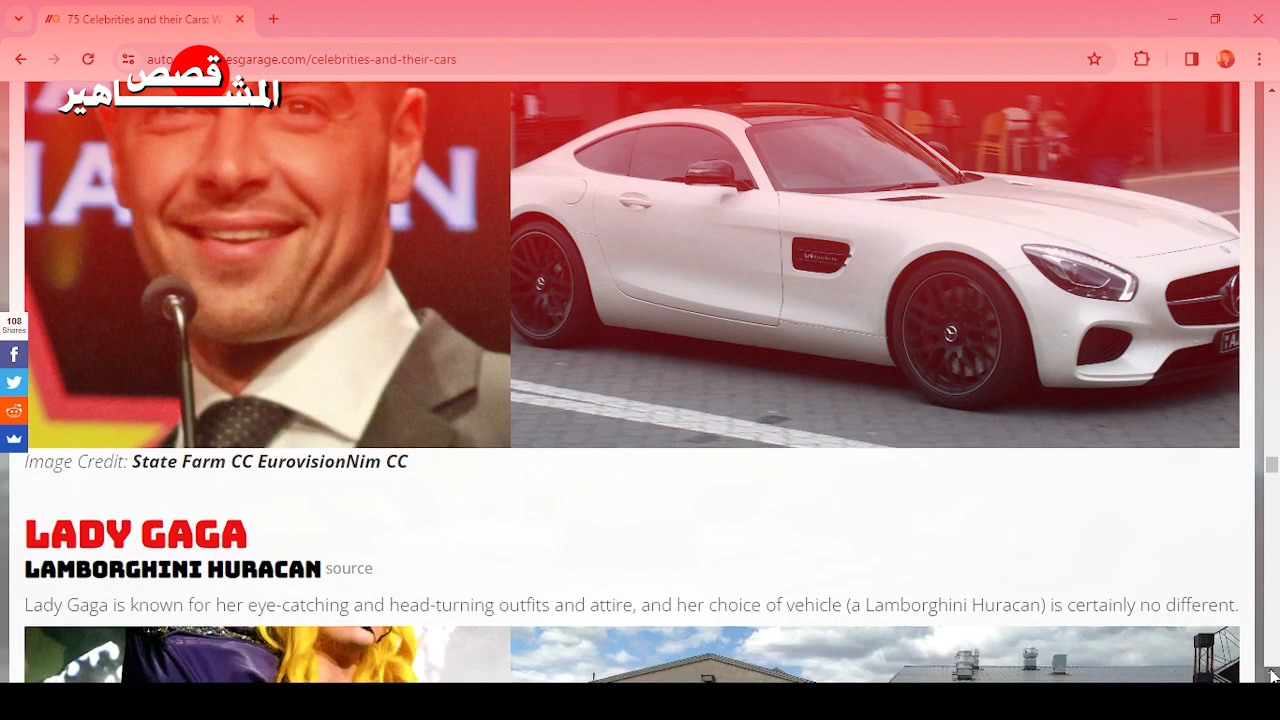 75 Celebrities and their Cars: W
auto
esgarage.com/celebrities-and-their-cars
قصص
المشاهير
N
108
Shares
Image Credit: State Farm CC EurovisionNim CC
LADY GAGA
LAMBORGHINI HURACAN source
Lady Gaga is known for her eye-catching and head-turning outfits and attire, and her choice of vehicle (a Lamborghini Huracan) is certainly no different.